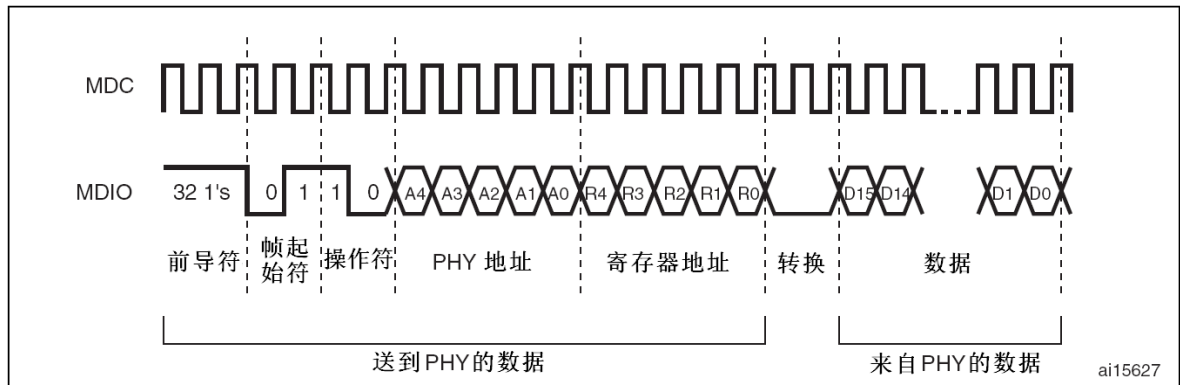 MDC
MDIO 32 1's 0 1 1 0 A4 A3 A2 A1 A0 R4 R3 R2 R1 R0 D15 D14 D1 D0
前导符 帧起始符 操作符 PHY 地址 寄存器地址 转换 数据
送到PHY的数据 来自PHY的数据
ai15627